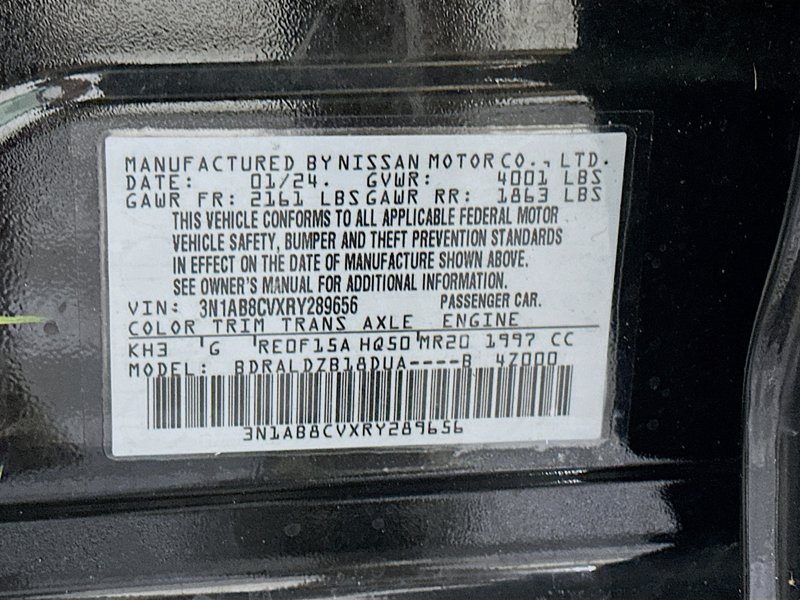 MANUFACTURED BY NISSAN MOTOR CO., LTD.
DATE: 01/24. GVWR: 4001 LBS
GAWR FR: 2161 LBS GAWR RR: 1863 LBS
THIS VEHICLE CONFORMS TO ALL APPLICABLE FEDERAL MOTOR
VEHICLE SAFETY, BUMPER AND THEFT PREVENTION STANDARDS
IN EFFECT ON THE DATE OF MANUFACTURE SHOWN ABOVE.
SEE OWNER'S MANUAL FOR ADDITIONAL INFORMATION.
VIN: 3N1AB8CVXRY289656 PASSENGER CAR.
COLOR TRIM TRANS AXLE ENGINE
KH3 'G 'RE0F15A HQ50'MR20 1997 CC
MODEL: BDRALDZB18DUA----B 4Z000
3N1AB8CVXRY289656